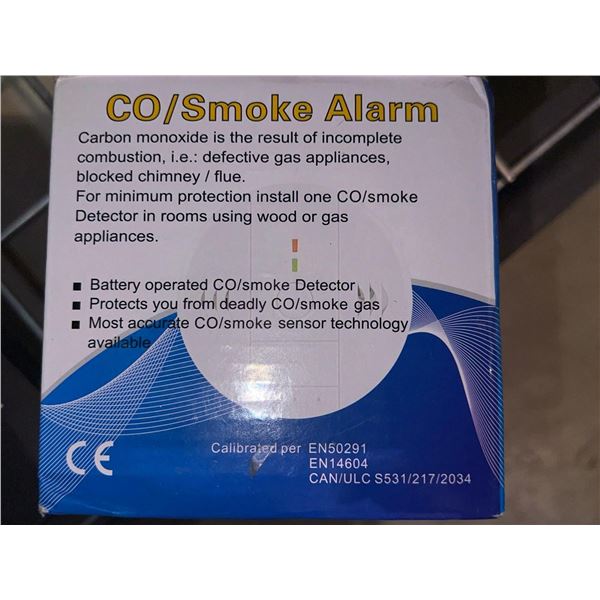 CO/Smoke Alarm
Carbon monoxide is the result of incomplete
combustion, i.e.: defective gas appliances,
blocked chimney / flue.
For minimum protection install one CO/smoke
Detector in rooms using wood or gas
appliances.
■ Battery operated CO/smoke Detector
■ Protects you from deadly CO/smoke gas
■ Most accurate CO/smoke sensor technology
available
CE
Calibrated per EN50291
EN14604
CAN/ULC S531/217/2034